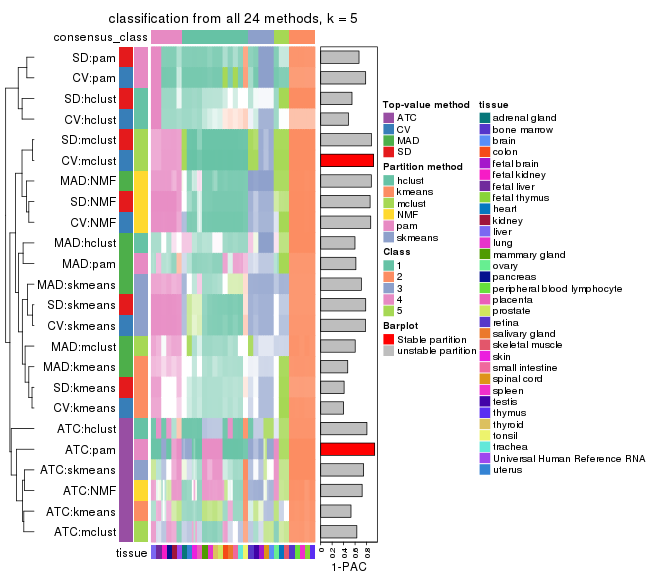 classification from all 24 methods, k = 5
consensus_class
SD:pam
CV:pam
SD:hclust
CV:hclust
SD:mclust
CV:mclust
MAD:NMF
SD:NMF
CV:NMF
MAD:hclust
MAD:pam
MAD:skmeans
SD:skmeans
CV:skmeans
MAD:mclust
MAD:kmeans
SD:kmeans
CV:kmeans
ATC:hclust
ATC:pam
ATC:skmeans
ATC:NMF
ATC:kmeans
ATC:mclust
tissue
0
0.2
0.4
0.6
0.8
1-PAC
Top-value method
ATC
CV
MAD
SD
Partition method
hclust
kmeans
mclust
NMF
pam
skmeans
Class
1
2
3
4
5
Barplot
Stable partition
unstable partition
tissue
adrenal gland
bone marrow
brain
colon
fetal brain
fetal kidney
fetal liver
fetal thymus
heart
kidney
liver
lung
mammary gland
ovary
pancreas
peripheral blood lymphocyte
placenta
prostate
retina
salivary gland
skeletal muscle
skin
small intestine
spinal cord
spleen
testis
thymus
thyroid
tonsil
trachea
Universal Human Reference RNA
uterus